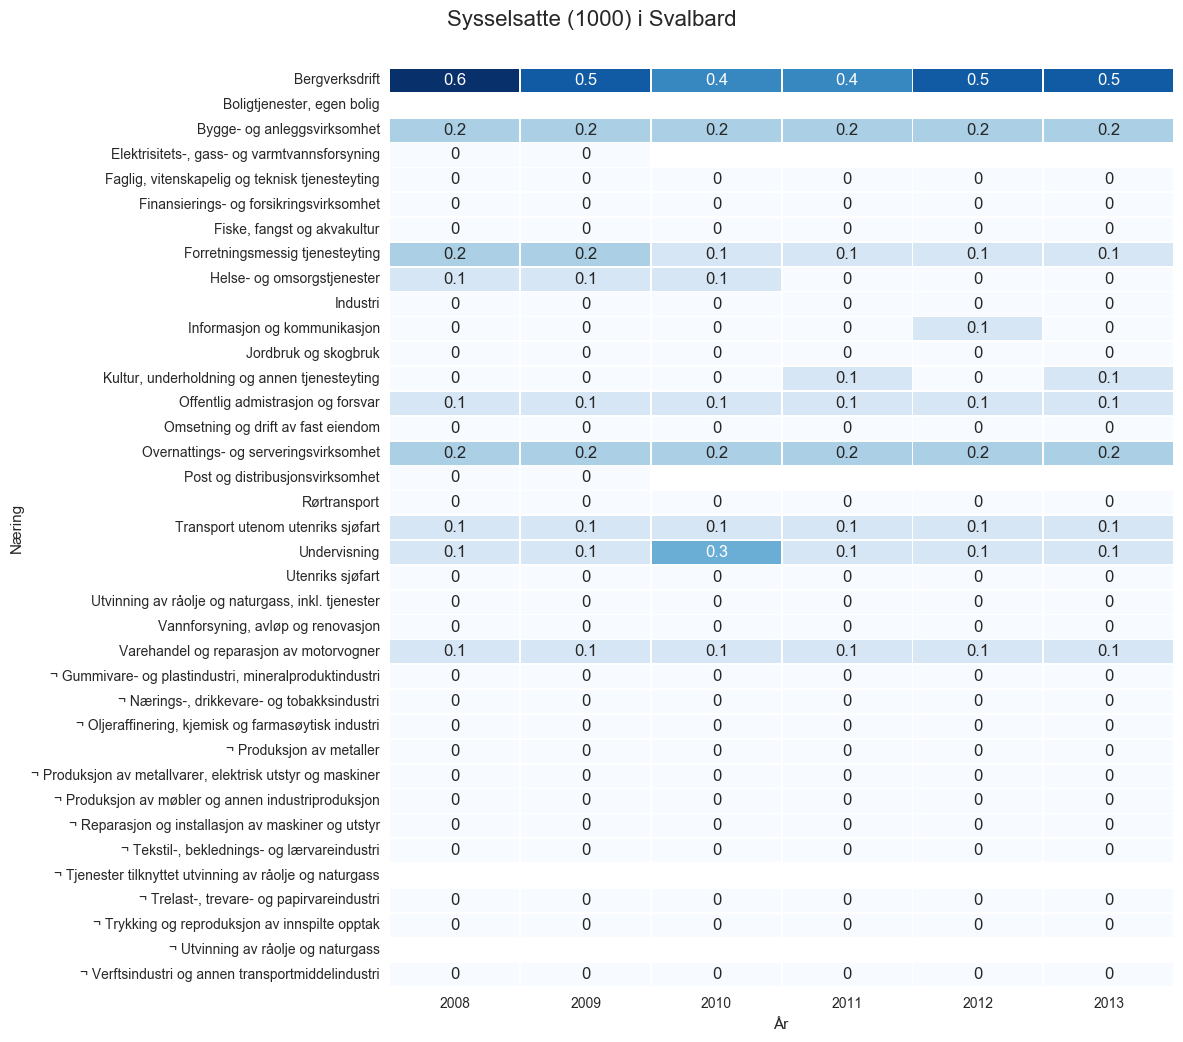 Sysselsatte (1000) i Svalbard
Næring
Bergverksdrift 0.6 0.5 0.4 0.4 0.5 0.5
Boligtjenester, egen bolig
Bygge- og anleggsvirksomhet 0.2 0.2 0.2 0.2 0.2 0.2
Elektrisitets-, gass- og varmtvannsforsyning 0 0
Faglig, vitenskapelig og teknisk tjenesteyting 0 0 0 0 0 0
Finansierings- og forsikringsvirksomhet 0 0 0 0 0 0
Fiske, fangst og akvakultur 0 0 0 0 0 0
Forretningsmessig tjenesteyting 0.2 0.2 0.1 0.1 0.1 0.1
Helse- og omsorgstjenester 0.1 0.1 0.1 0 0 0
Industri 0 0 0 0 0 0
Informasjon og kommunikasjon 0 0 0 0 0.1 0
Jordbruk og skogbruk 0 0 0 0 0 0
Kultur, underholdning og annen tjenesteyting 0 0 0 0.1 0 0.1
Offentlig admistrasjon og forsvar 0.1 0.1 0.1 0.1 0.1 0.1
Omsetning og drift av fast eiendom 0 0 0 0 0 0
Overnattings- og serveringsvirksomhet 0.2 0.2 0.2 0.2 0.2 0.2
Post og distribusjonsvirksomhet 0 0
Rørtransport 0 0 0 0 0 0
Transport utenom utenriks sjøfart 0.1 0.1 0.1 0.1 0.1 0.1
Undervisning 0.1 0.1 0.3 0.1 0.1 0.1
Utenriks sjøfart 0 0 0 0 0 0
Utvinning av råolje og naturgass, inkl. tjenester 0 0 0 0 0 0
Vannforsyning, avløp og renovasjon 0 0 0 0 0 0
Varehandel og reparasjon av motorvogner 0.1 0.1 0.1 0.1 0.1 0.1
¬ Gummivare- og plastindustri, mineralproduktindustri 0 0 0 0 0 0
¬ Nærings-, drikkevare- og tobakksindustri 0 0 0 0 0 0
¬ Oljeraffinering, kjemisk og farmasøytisk industri 0 0 0 0 0 0
¬ Produksjon av metaller 0 0 0 0 0 0
¬ Produksjon av metallvarer, elektrisk utstyr og maskiner 0 0 0 0 0 0
¬ Produksjon av møbler og annen industriproduksjon 0 0 0 0 0 0
¬ Reparasjon og installasjon av maskiner og utstyr 0 0 0 0 0 0
¬ Tekstil-, beklednings- og lærvareindustri 0 0 0 0 0 0
¬ Tjenester tilknyttet utvinning av råolje og naturgass
¬ Trelast-, trevare- og papirvareindustri 0 0 0 0 0 0
¬ Trykking og reproduksjon av innspilte opptak 0 0 0 0 0 0
¬ Utvinning av råolje og naturgass
¬ Verftsindustri og annen transportmiddelindustri 0 0 0 0 0 0
2008 2009 2010 2011 2012 2013
År